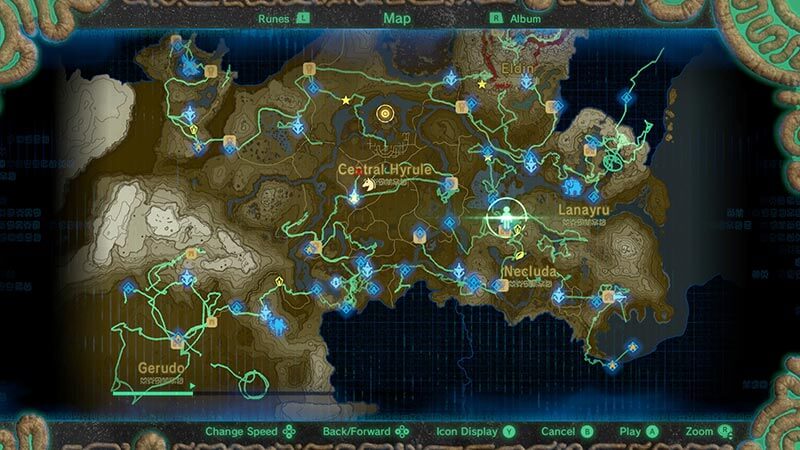 Runes L Map R Album
Eldin
Central Hyrule
Lanayru
Necluda
Gerudo
Change Speed Back/Forward Icon Display Y Cancel B Play A Zoom R